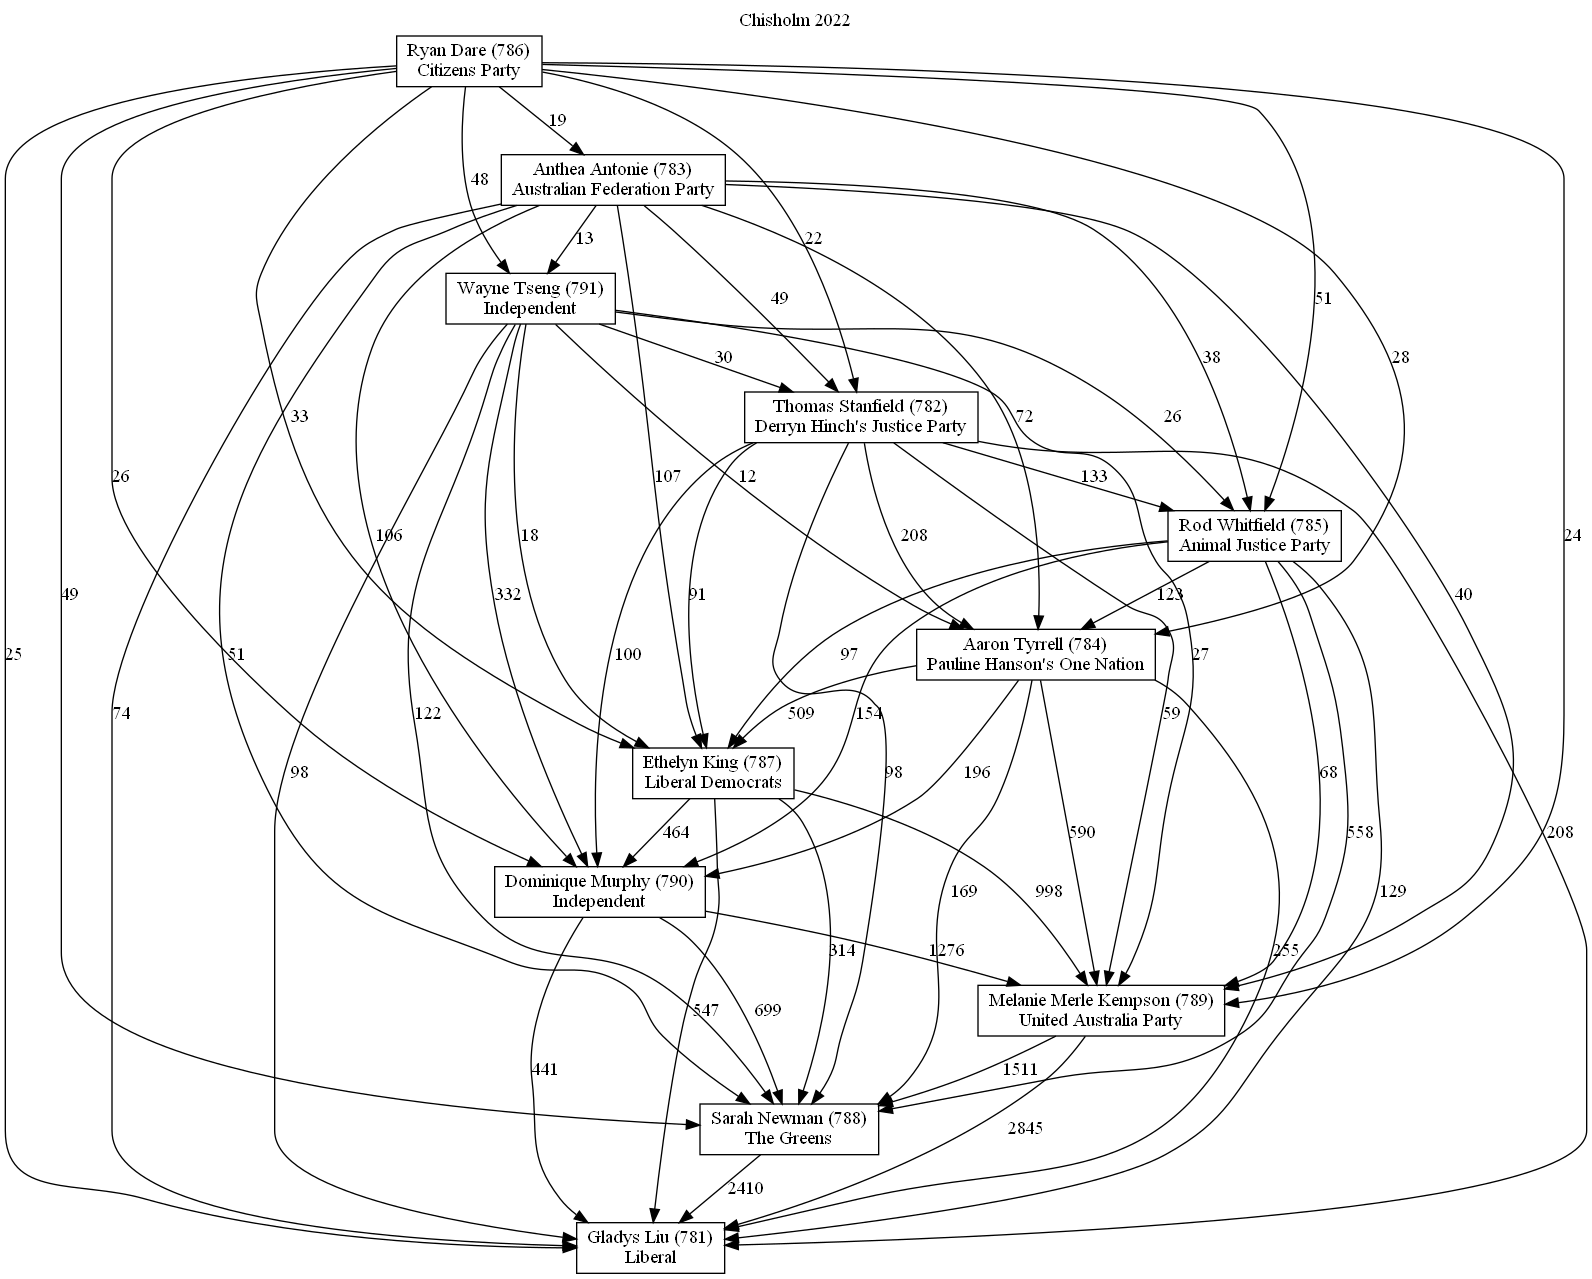 Chisholm 2022
Ryan Dare (786)
Citizens Party
19
Anthea Antonie (783)
Australian Federation Party
48
13
22
Wayne Tseng (791)
Independent
49
51
30
38
28
Thomas Stanfield (782)
Derryn Hinch's Justice Party
33
72
26
26
107
12
133
Rod Whitfield (785)
Animal Justice Party
106
18
208
24
49
332
91
123
40
Aaron Tyrrell (784)
Pauline Hanson's One Nation
25
51
100
97
27
74
122
509
154
59
Ethelyn King (787)
Liberal Democrats
98
98
196
68
464
590
558
208
Dominique Murphy (790)
Independent
169
998
129
1276
314
255
Melanie Merle Kempson (789)
United Australia Party
547
699
441
1511
Sarah Newman (788)
The Greens
2845
2410
Gladys Liu (781)
Liberal